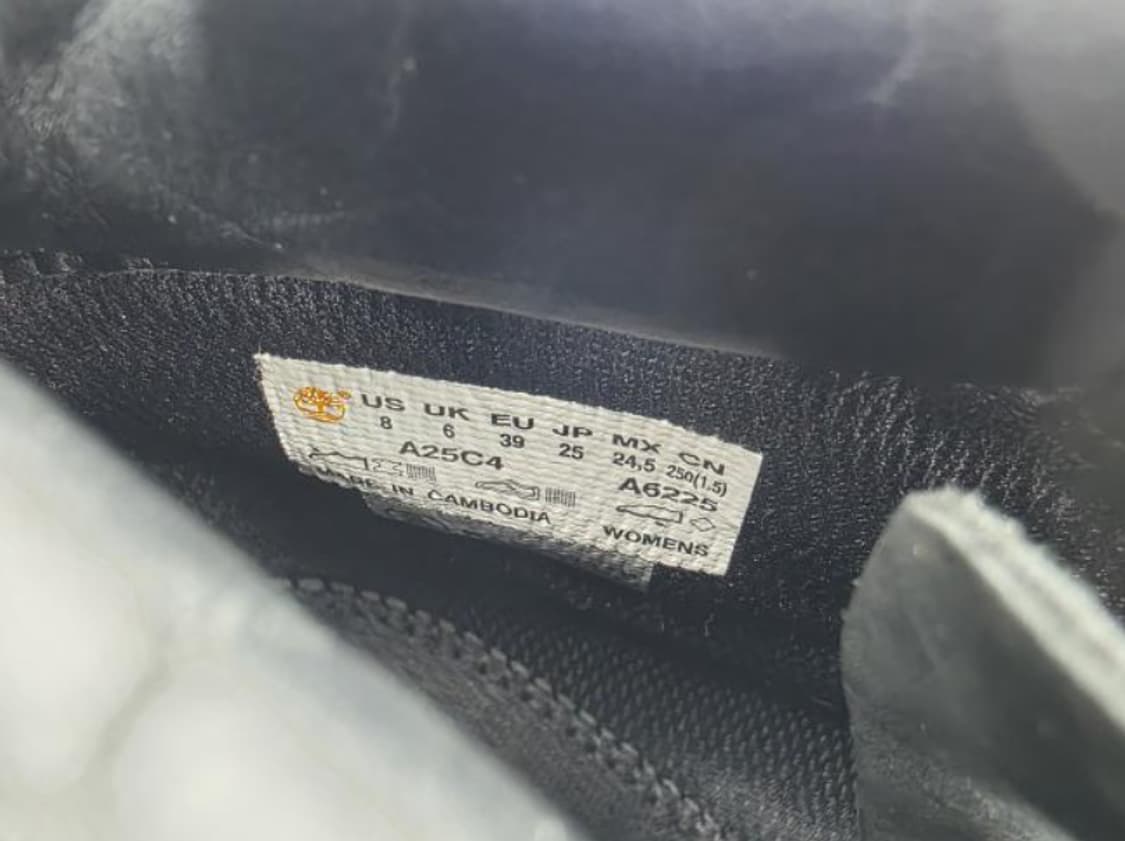 US UK EU JP MX CN
8 6 39 25 24,5 250(1.5)
A25C4 A6225
MADE IN CAMBODIA
WOMENS